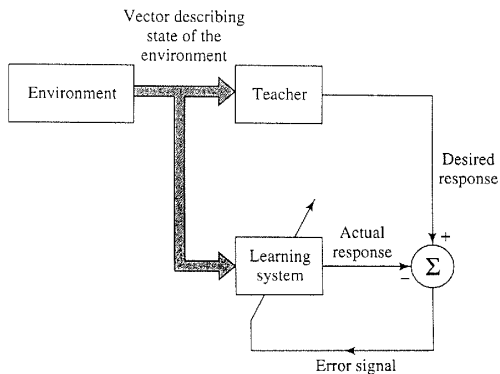 Vector describing
state of the
environment
Environment
Teacher
Desired
response
Learning
system
Actual
response
+
−
Σ
Error signal